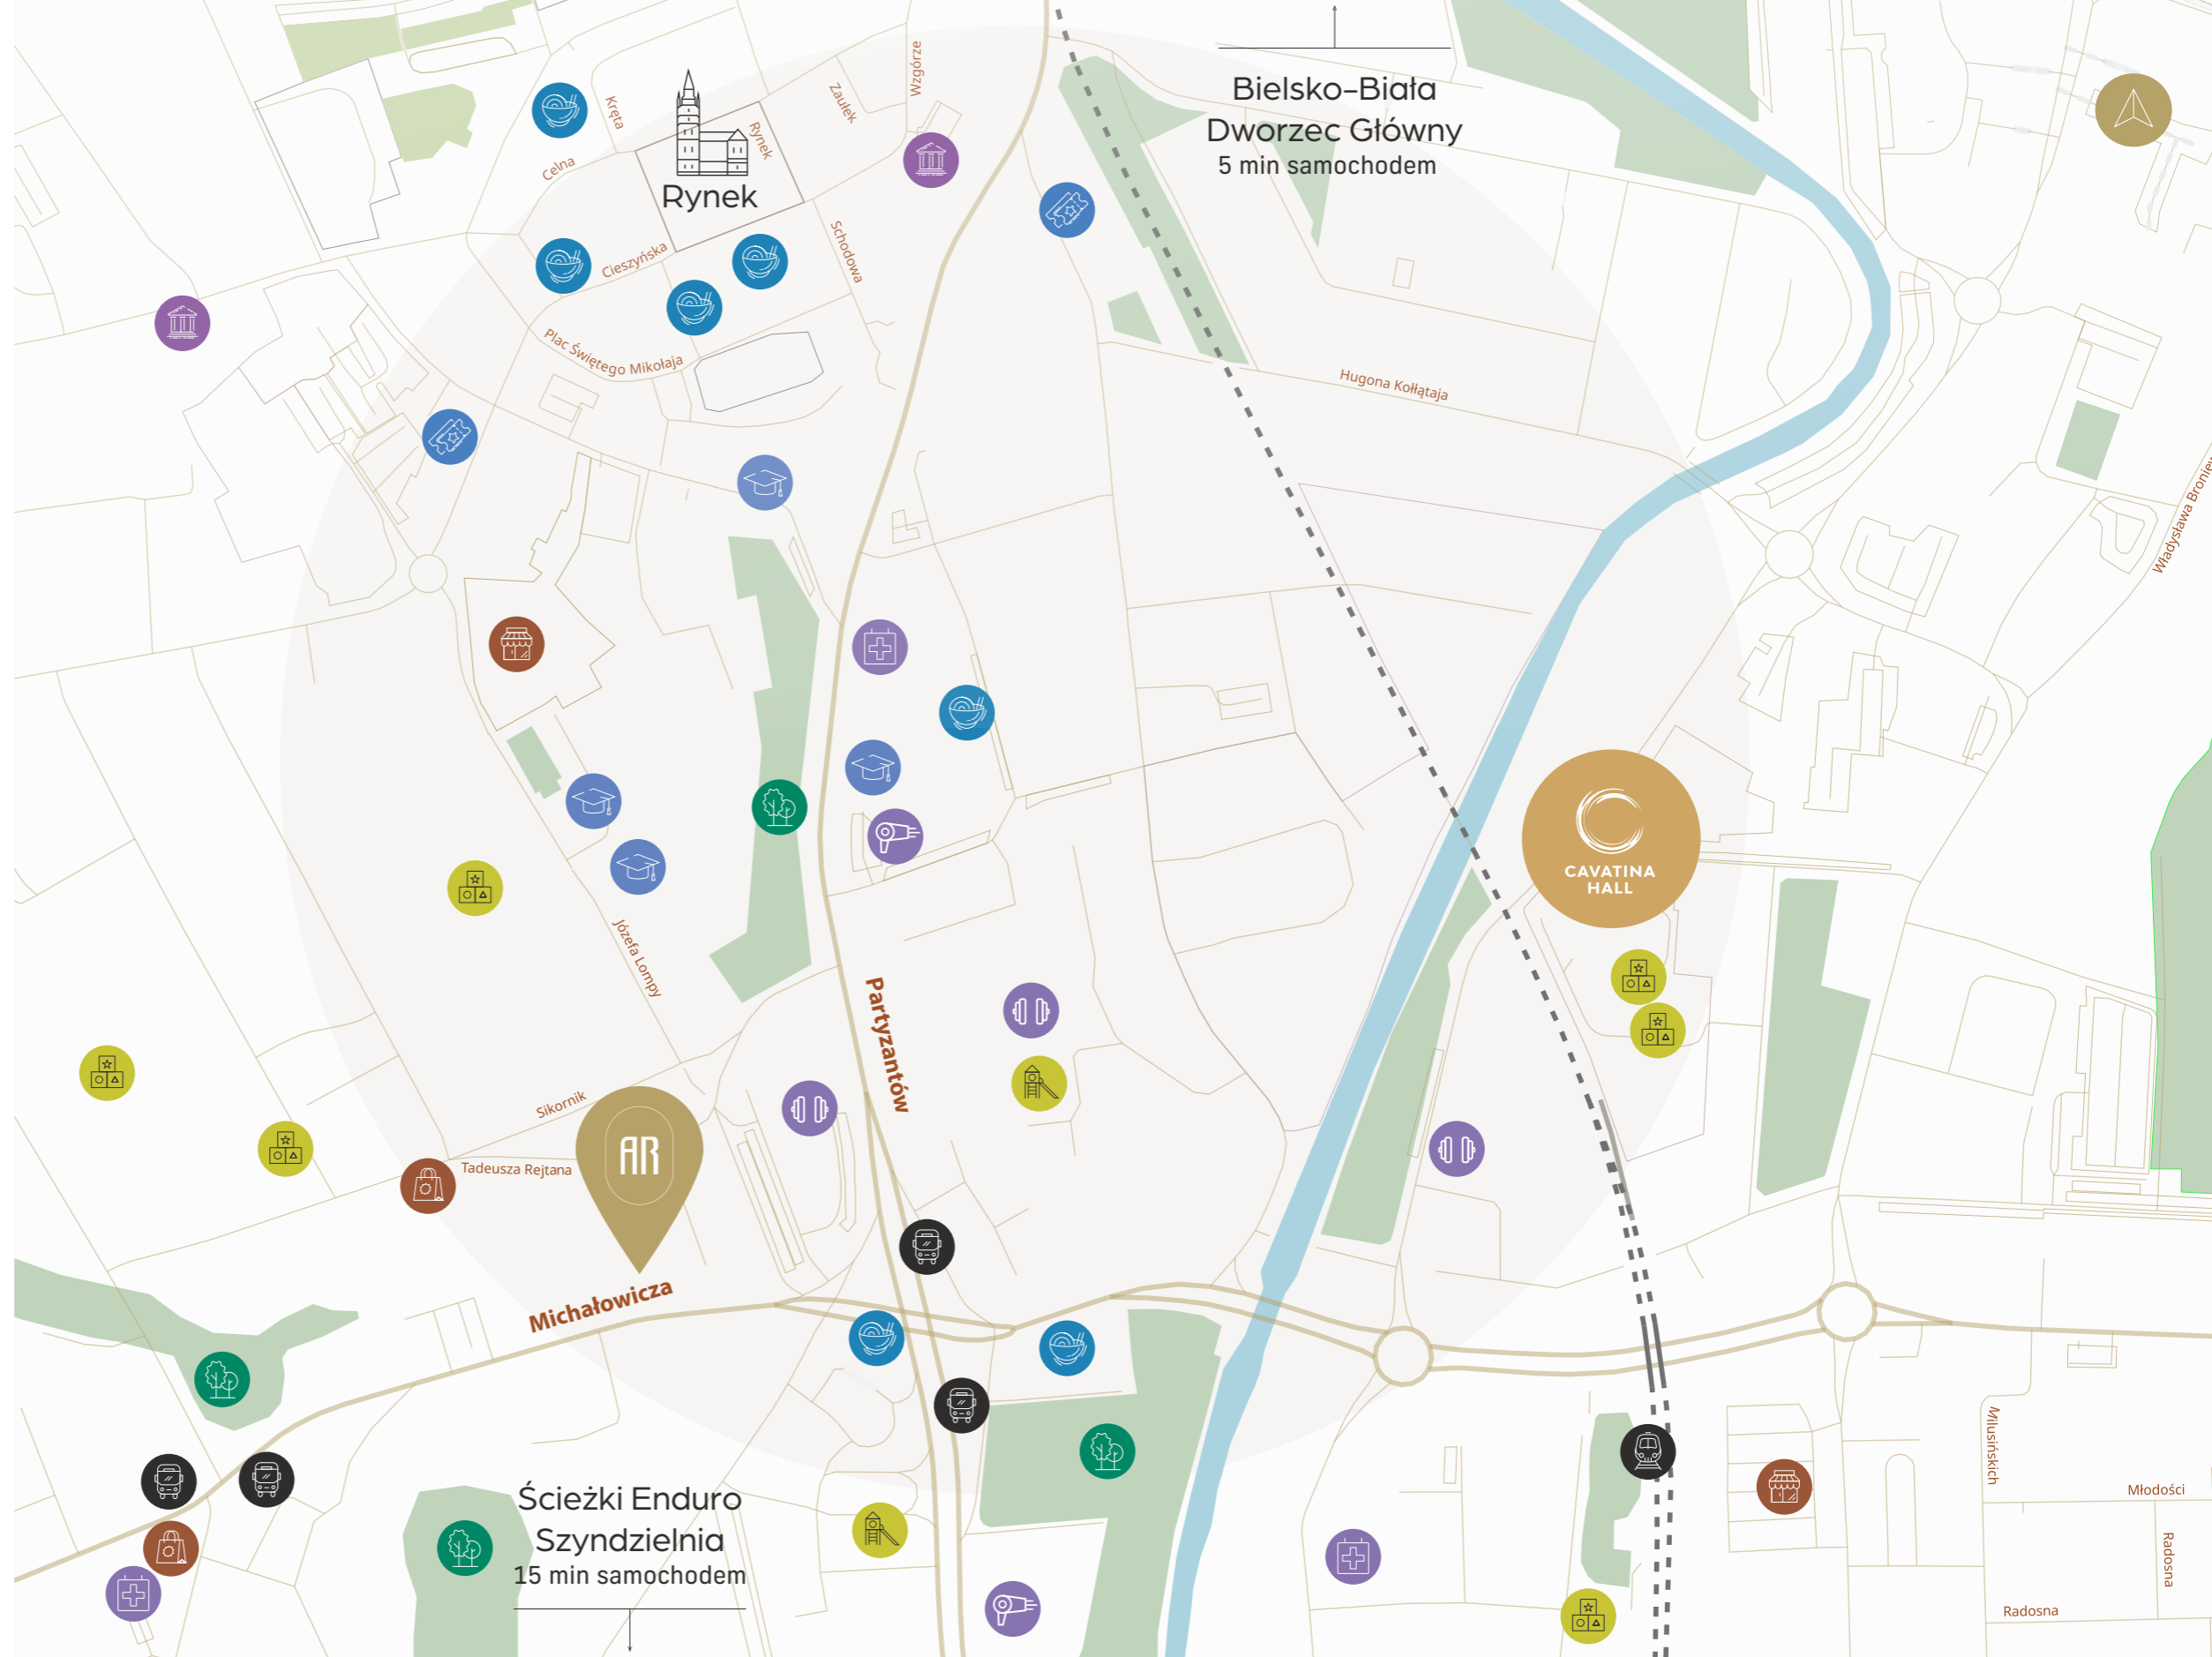 Bielsko-Biała
Dworzec Główny
5 min samochodem
Wzgórze
Zaułek
Kręta
Rynek
Celna
Rynek
Schodowa
Cieszyńska
Plac Świętego Mikołaja
Hugona Kołłątaja
CAVATINA
HALL
Józefa Lompy
Partyzantów
Sikornik
AR
Tadeusza Rejtana
Michałowicza
Milusińskich
Młodości
Radosna
Radosna
Ścieżki Enduro
Szyndzielnia
15 min samochodem